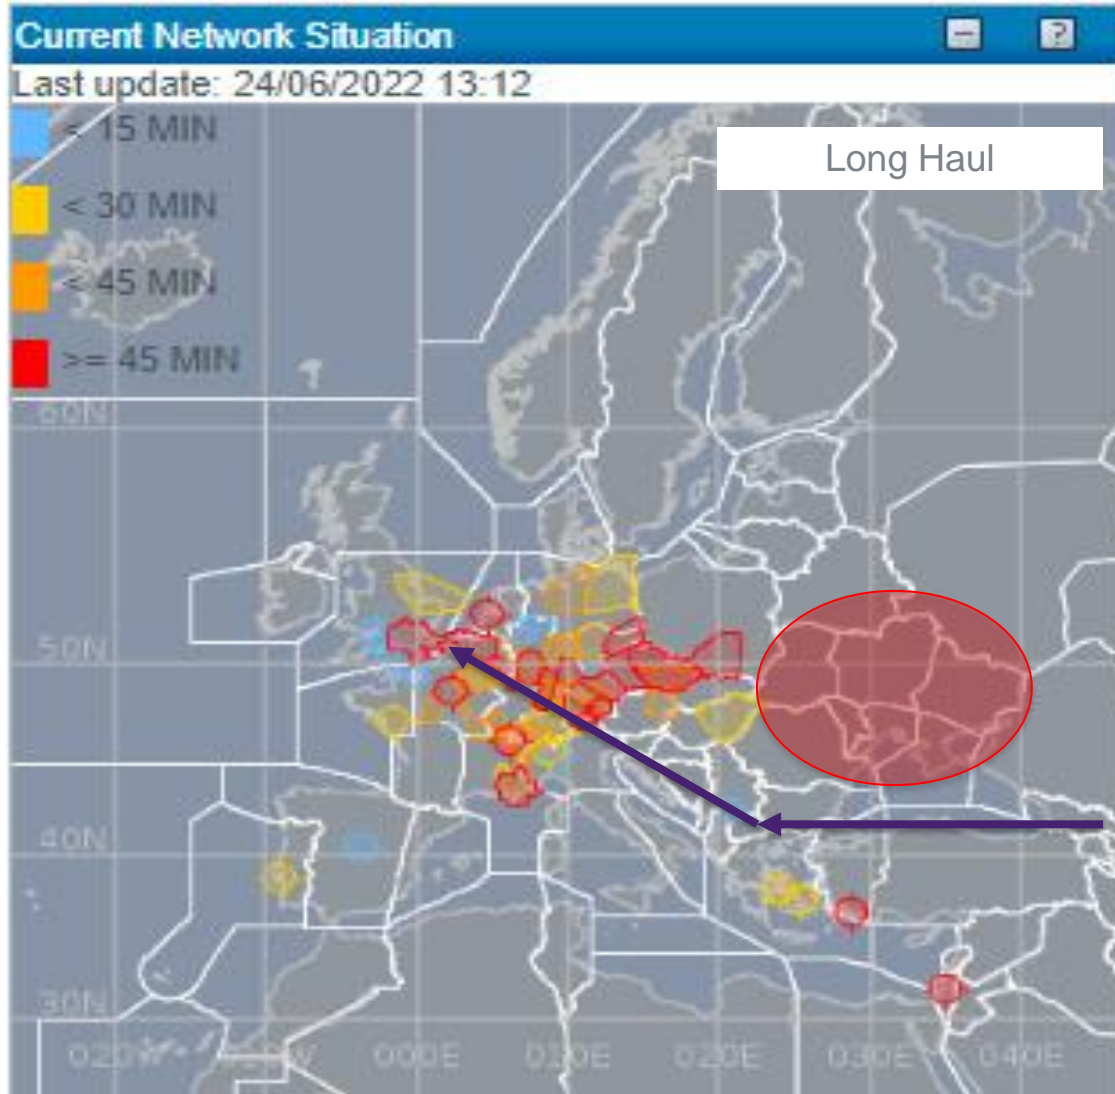 Current Network Situation
Last update: 24/06/2022 13:12
< 15 MIN
Long Haul
< 30 MIN
< 45 MIN
>= 45 MIN
60N
50N
40N
30N
020W
000E
010E
020E
030E
040E